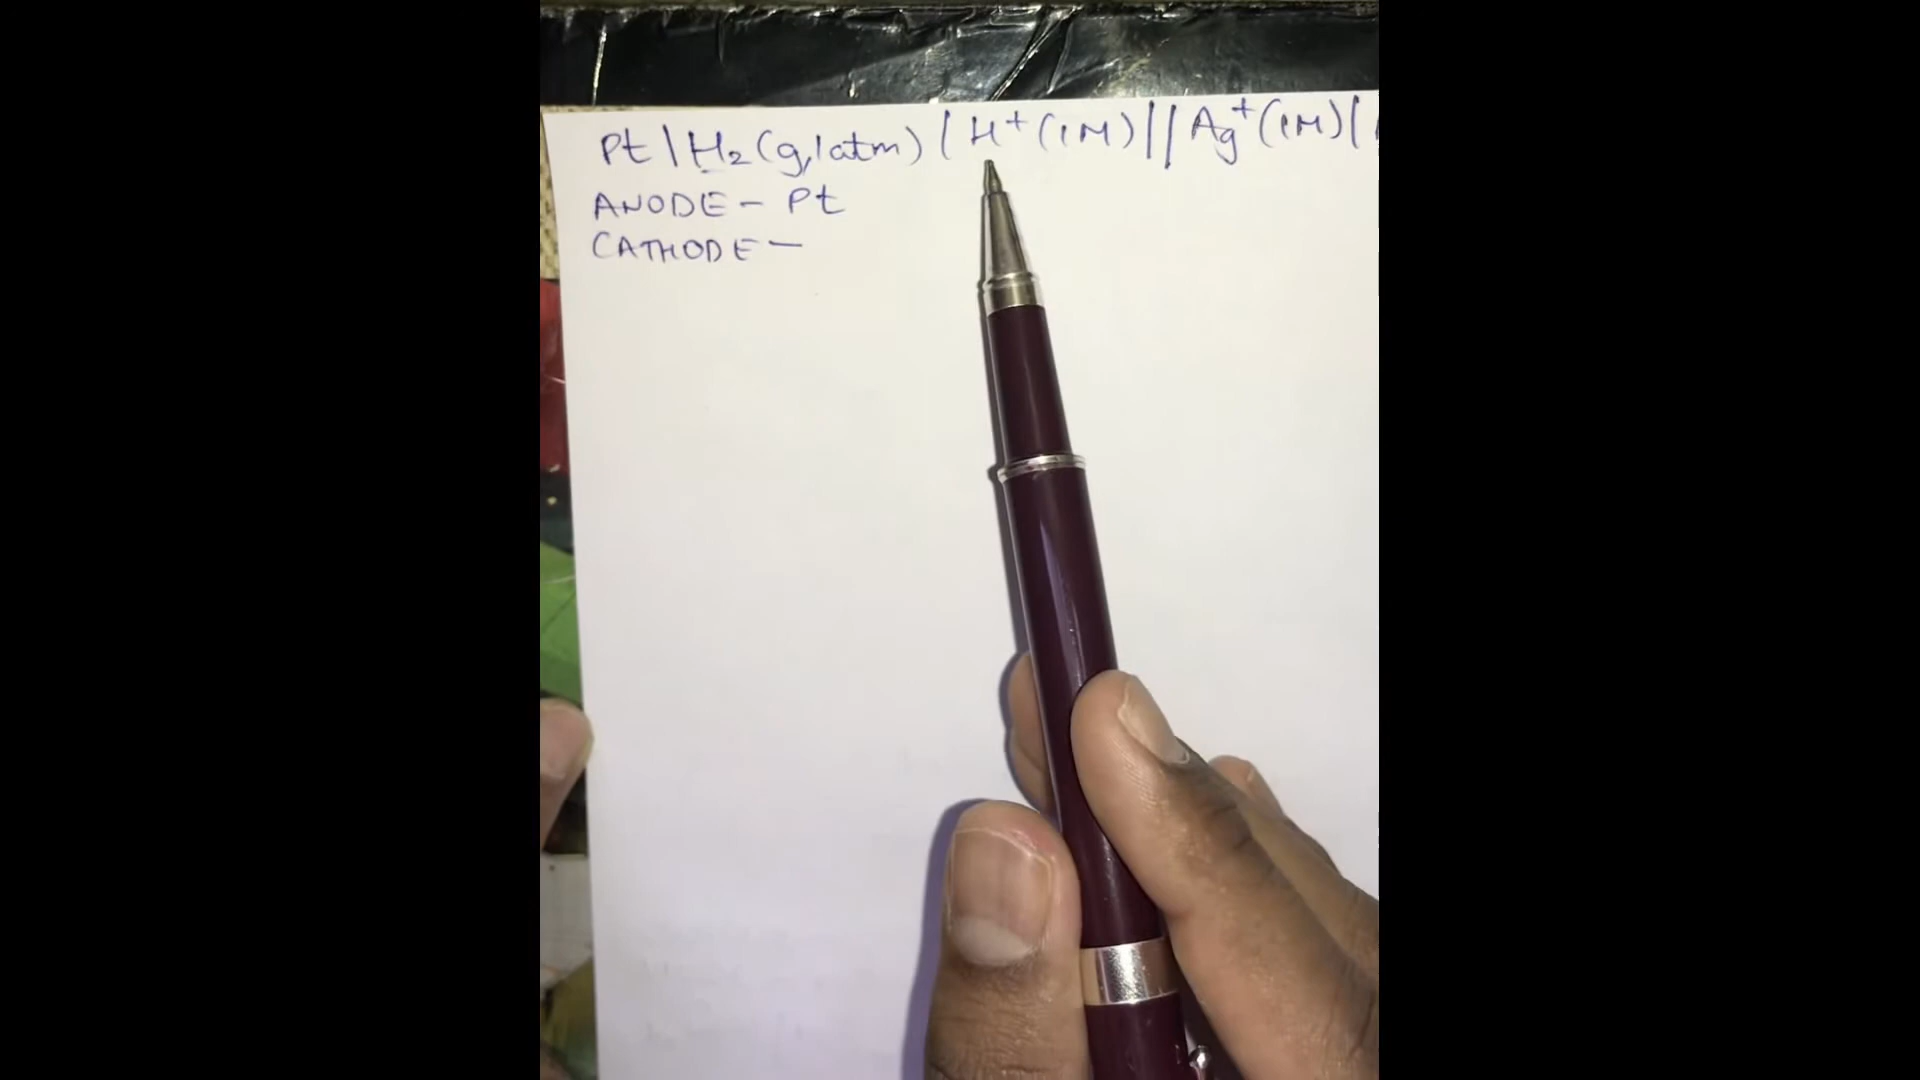 Pt | H2(g,1atm) | H+(1M) || Ag+(1M) |
ANODE - Pt
CATHODE -